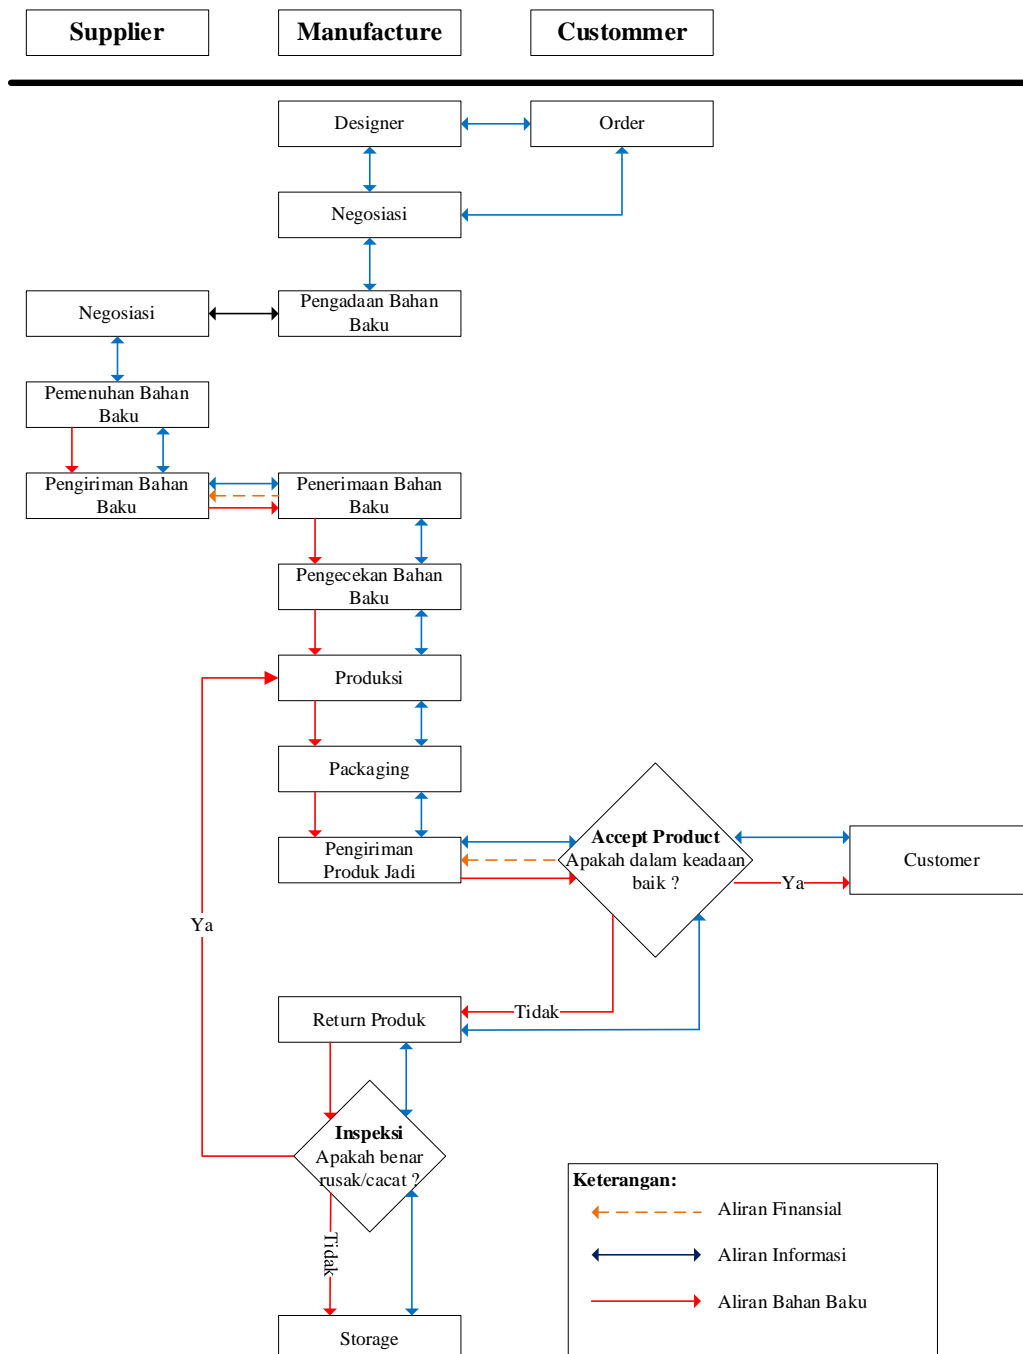 Supplier
Manufacture
Custommer
Designer
Order
Negosiasi
Negosiasi
Pengadaan Bahan
Baku
Pemenuhan Bahan
Baku
Pengiriman Bahan
Baku
Penerimaan Bahan
Baku
Pengecekan Bahan
Baku
Produksi
Packaging
Pengiriman
Produk Jadi
Accept Product
Apakah dalam keadaan
baik ?
Ya
Customer
Ya
Tidak
Return Produk
Inspeksi
Apakah benar
rusak/cacat ?
Tidak
Storage
Keterangan:
Aliran Finansial
Aliran Informasi
Aliran Bahan Baku